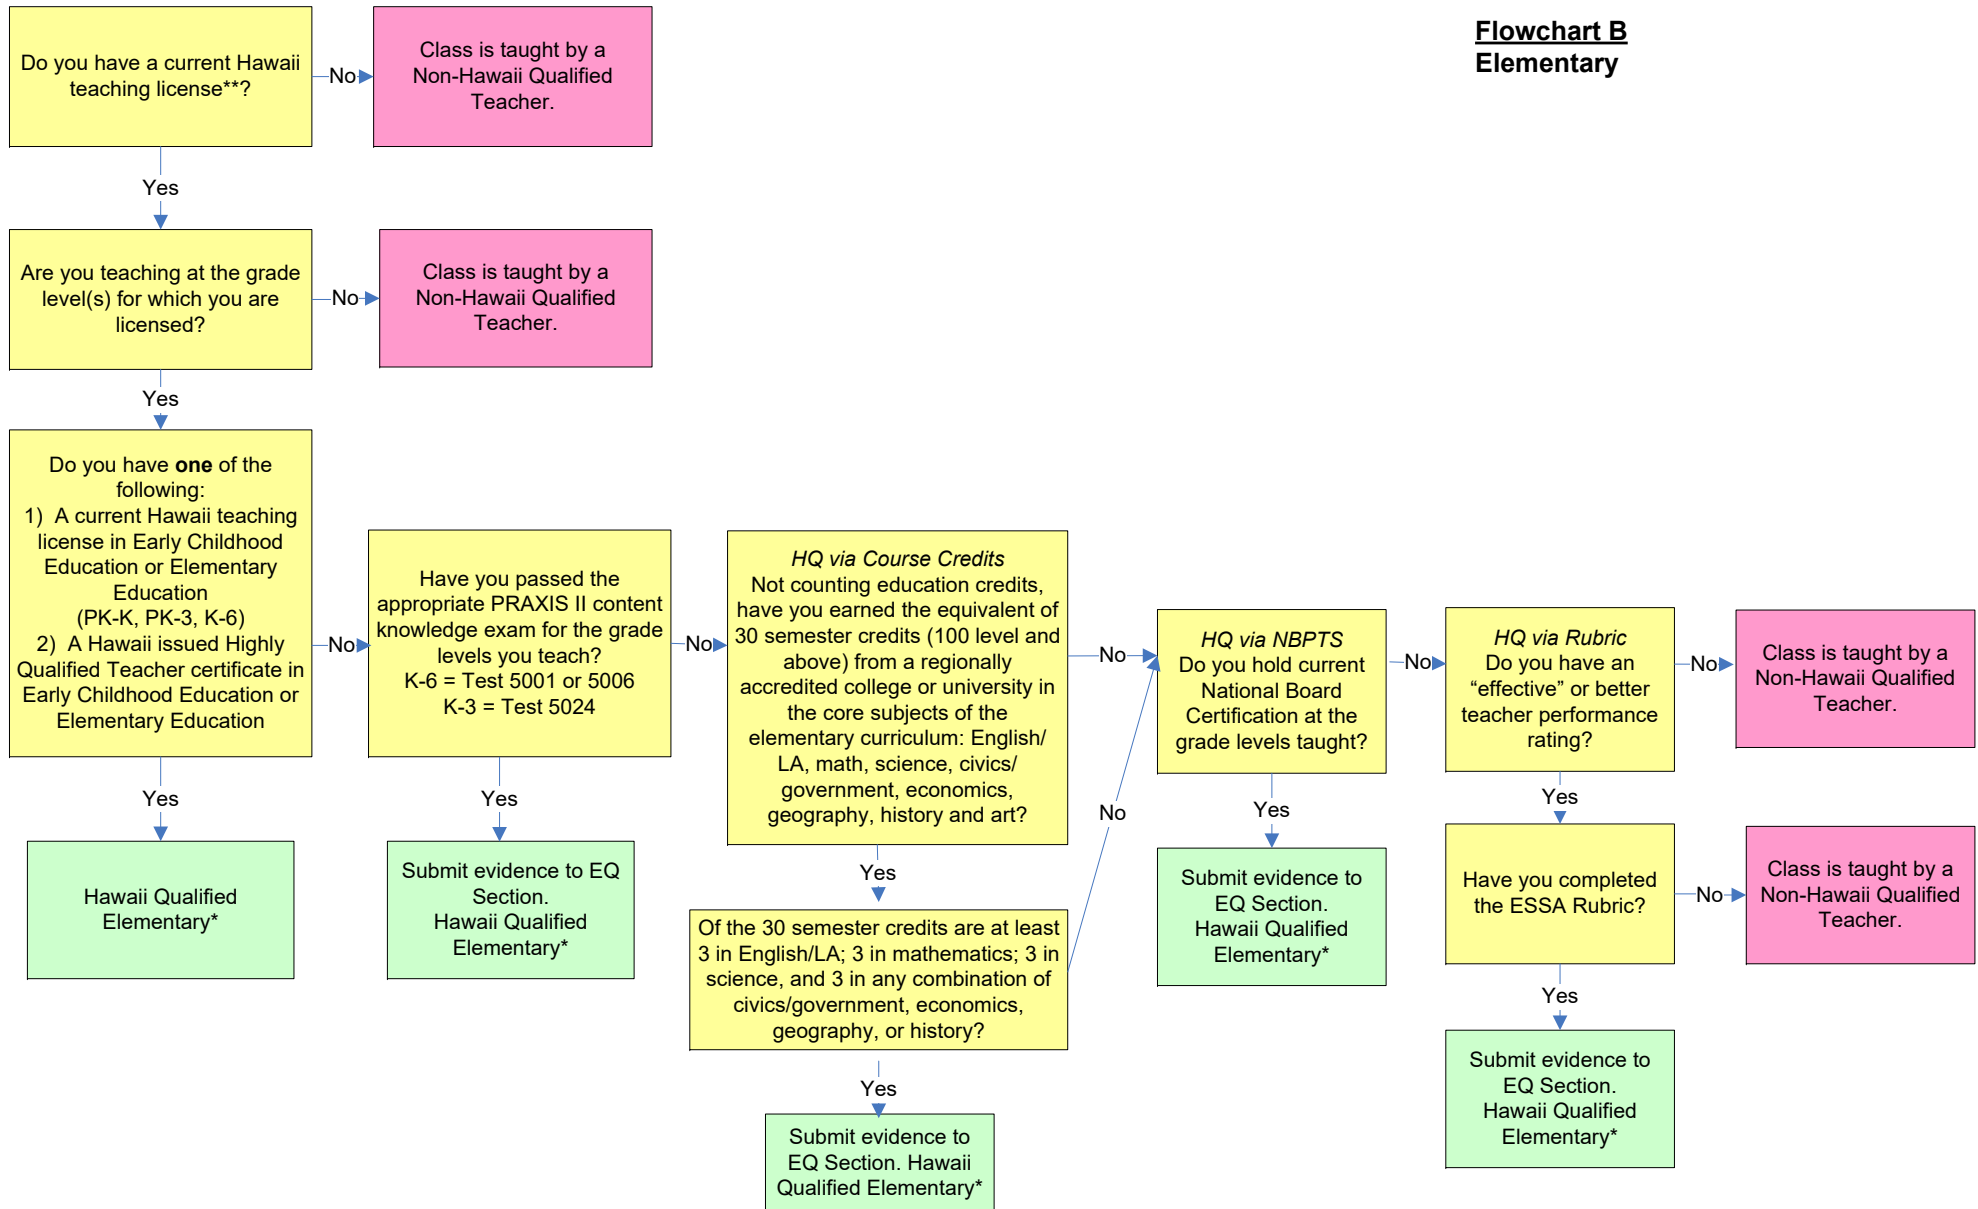 Flowchart B
Elementary
Do you have a current Hawaii
teaching license**?
No
Class is taught by a
Non-Hawaii Qualified
Teacher.
Yes
Are you teaching at the grade
level(s) for which you are
licensed?
No
Class is taught by a
Non-Hawaii Qualified
Teacher.
Yes
Do you have one of the
following:
1) A current Hawaii teaching
license in Early Childhood
Education or Elementary
Education
(PK-K, PK-3, K-6)
2) A Hawaii issued Highly
Qualified Teacher certificate in
Early Childhood Education or
Elementary Education
No
Yes
Hawaii Qualified
Elementary*
Have you passed the
appropriate PRAXIS II content
knowledge exam for the grade
levels you teach?
K-6 = Test 5001 or 5006
K-3 = Test 5024
No
Yes
Submit evidence to EQ
Section.
Hawaii Qualified
Elementary*
HQ via Course Credits
Not counting education credits,
have you earned the equivalent of
30 semester credits (100 level and
above) from a regionally
accredited college or university in
the core subjects of the
elementary curriculum: English/
LA, math, science, civics/
government, economics,
geography, history and art?
No
Yes
Of the 30 semester credits are at least
3 in English/LA; 3 in mathematics; 3 in
science, and 3 in any combination of
civics/government, economics,
geography, or history?
No
Yes
Submit evidence to
EQ Section. Hawaii
Qualified Elementary*
HQ via NBPTS
Do you hold current
National Board
Certification at the
grade levels taught?
No
Yes
Submit evidence to
EQ Section.
Hawaii Qualified
Elementary*
HQ via Rubric
Do you have an
“effective” or better
teacher performance
rating?
No
Class is taught by a
Non-Hawaii Qualified
Teacher.
Yes
Have you completed
the ESSA Rubric?
No
Class is taught by a
Non-Hawaii Qualified
Teacher.
Yes
Submit evidence to
EQ Section.
Hawaii Qualified
Elementary*